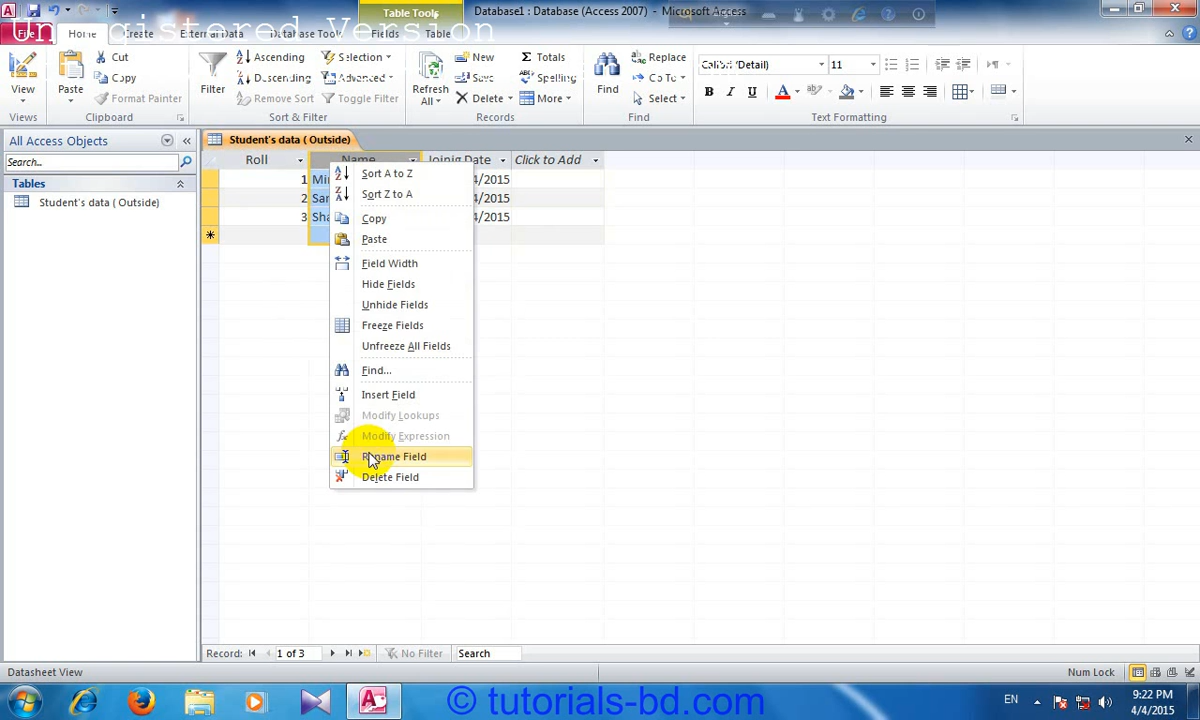 Table Tools
Database1 : Database (Access 2007) - Microsoft Access
Unregistered Version
File
Home
Create
External Data
Database Tools
Fields
Table
View
Views
Paste
Cut
Copy
Format Painter
Clipboard
Filter
Ascending
Descending
Remove Sort
Selection
Advanced
Toggle Filter
Sort & Filter
Refresh All
New
Save
Delete
Totals
Spelling
More
Records
Find
Replace
Go To
Select
Find
Calibri (Detail)
11
B I U
Text Formatting
All Access Objects
Search...
Tables
Student's data ( Outside)
Student's data ( Outside)
Roll Name Joinig Date Click to Add
1 4/2015
2 4/2015
3 Sha 4/2015
Sort A to Z
Sort Z to A
Copy
Paste
Field Width
Hide Fields
Unhide Fields
Freeze Fields
Unfreeze All Fields
Find...
Insert Field
Modify Lookups
Modify Expression
Rename Field
Delete Field
Record: 1 of 3 No Filter Search
Datasheet View
Num Lock
© tutorials-bd.com
EN
9:22 PM
4/4/2015